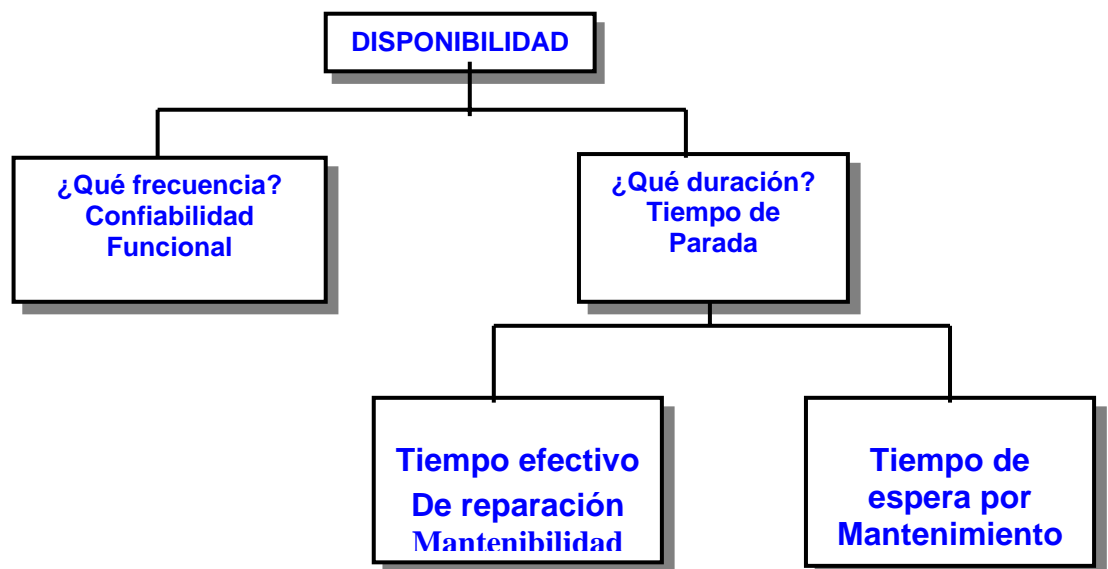 DISPONIBILIDAD
¿Qué frecuencia?
Confiabilidad
Funcional
¿Qué duración?
Tiempo de
Parada
Tiempo efectivo
De reparación
Mantenibilidad
Tiempo de
espera por
Mantenimiento